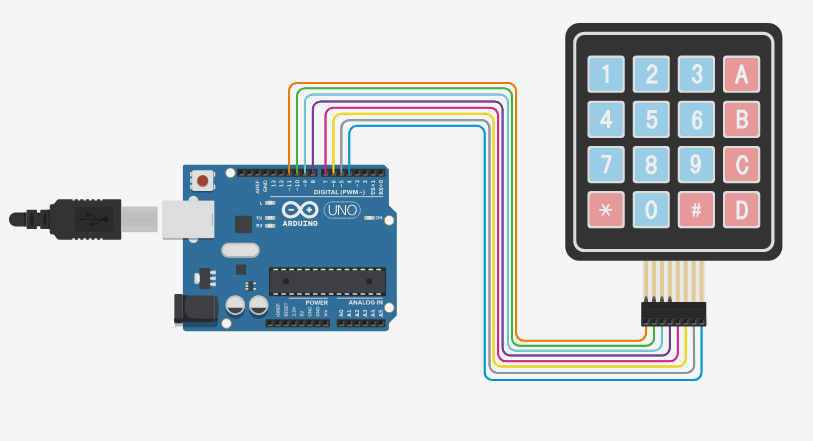 1 2 3 A
4 5 6 B
7 8 9 C
* 0 # D
AREF
GND
13
12
~11
~10
~9
8
7
~6
~5
4
~3
2
TX→1
RX←0
DIGITAL (PWM~)
L
TX
RX
ARDUINO
UNO
ON
POWER
ANALOG IN
IOREF
RESET
3.3V
5V
GND
GND
Vin
A0
A1
A2
A3
A4
A5